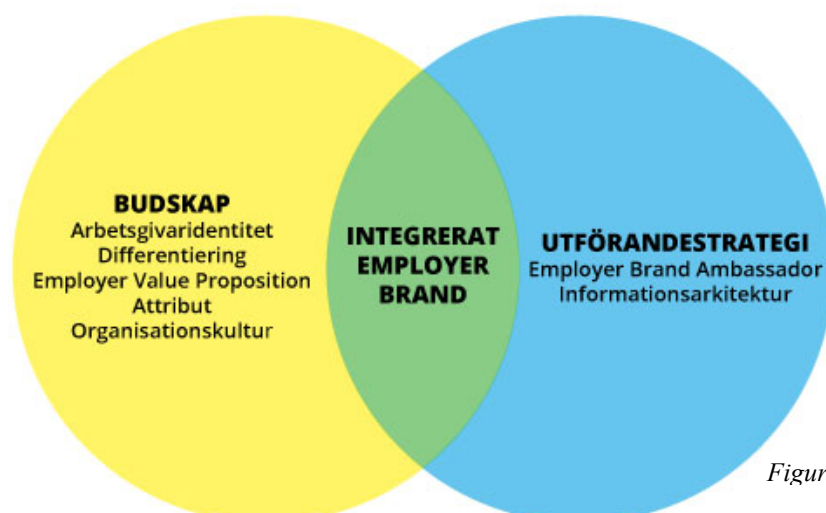 BUDSKAP
Arbetsgivaridentitet
Differentiering
Employer Value Proposition
Attribut
Organisationskultur
INTEGRERAT
EMPLOYER
BRAND
UTFÖRANDESTRATEGI
Employer Brand Ambassador
Informationsarkitektur
Figur